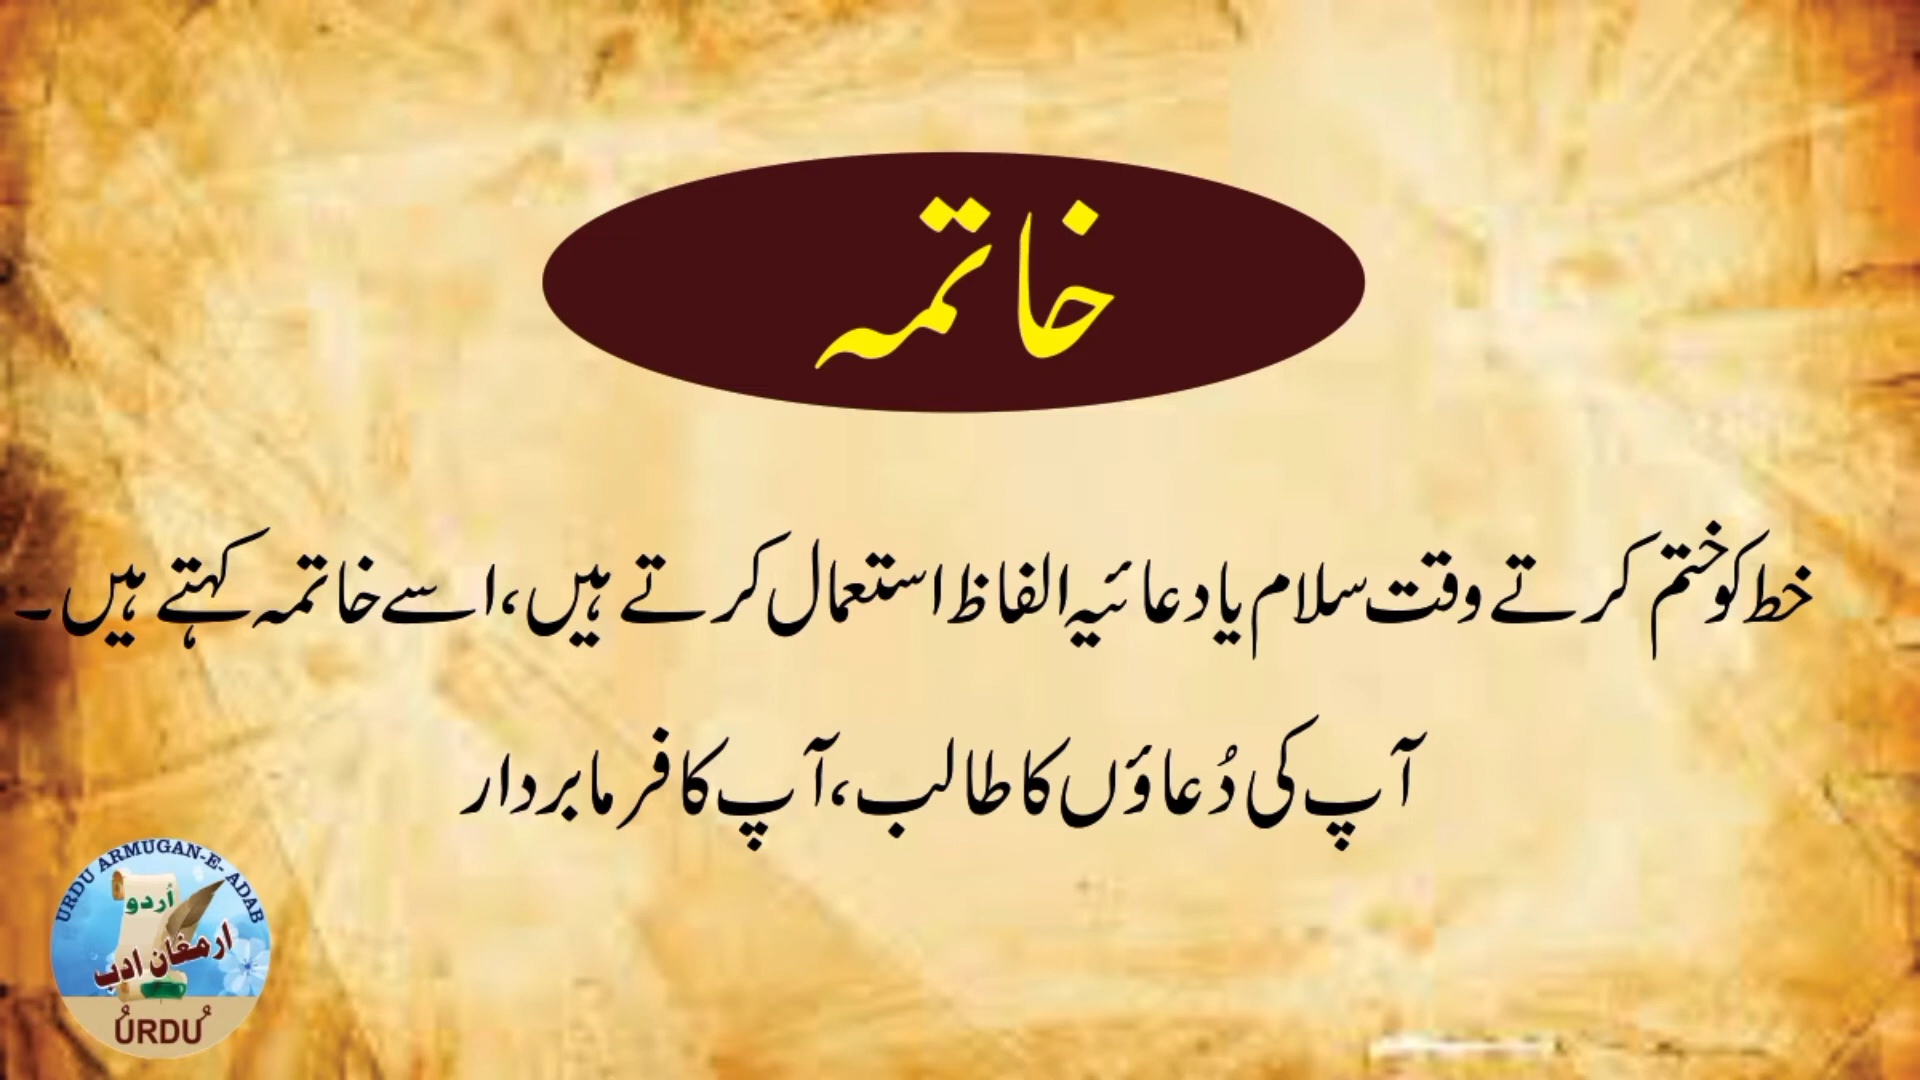 خاتمہ
خط کو ختم کرتے وقت سلام یا دعائیہ الفاظ استعمال کرتے ہیں، اسے خاتمہ کہتے ہیں۔
آپ کی دُعاؤں کا طالب، آپ کا فرمابردار
URDU ARMUGAN-E-ADAB
اُردو
ارمغان ادب
URDU